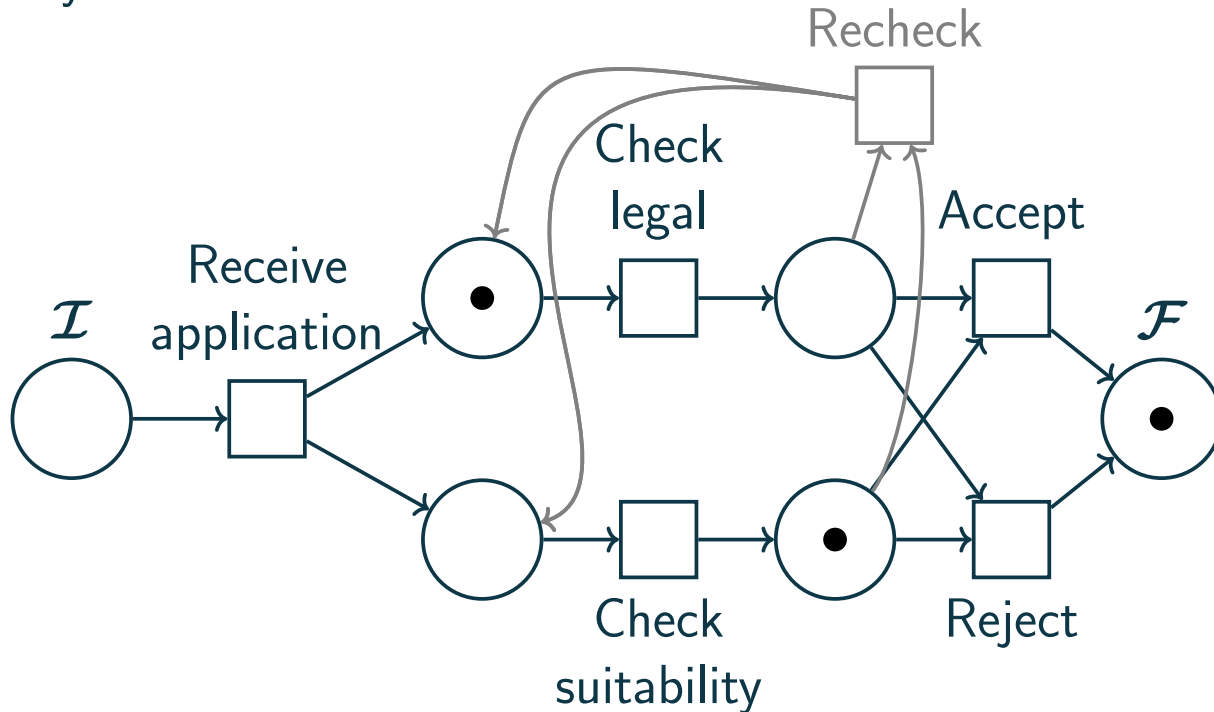 y
Recheck
Check
legal
Accept
Receive
application
ℐ
ℱ
Check
suitability
Reject